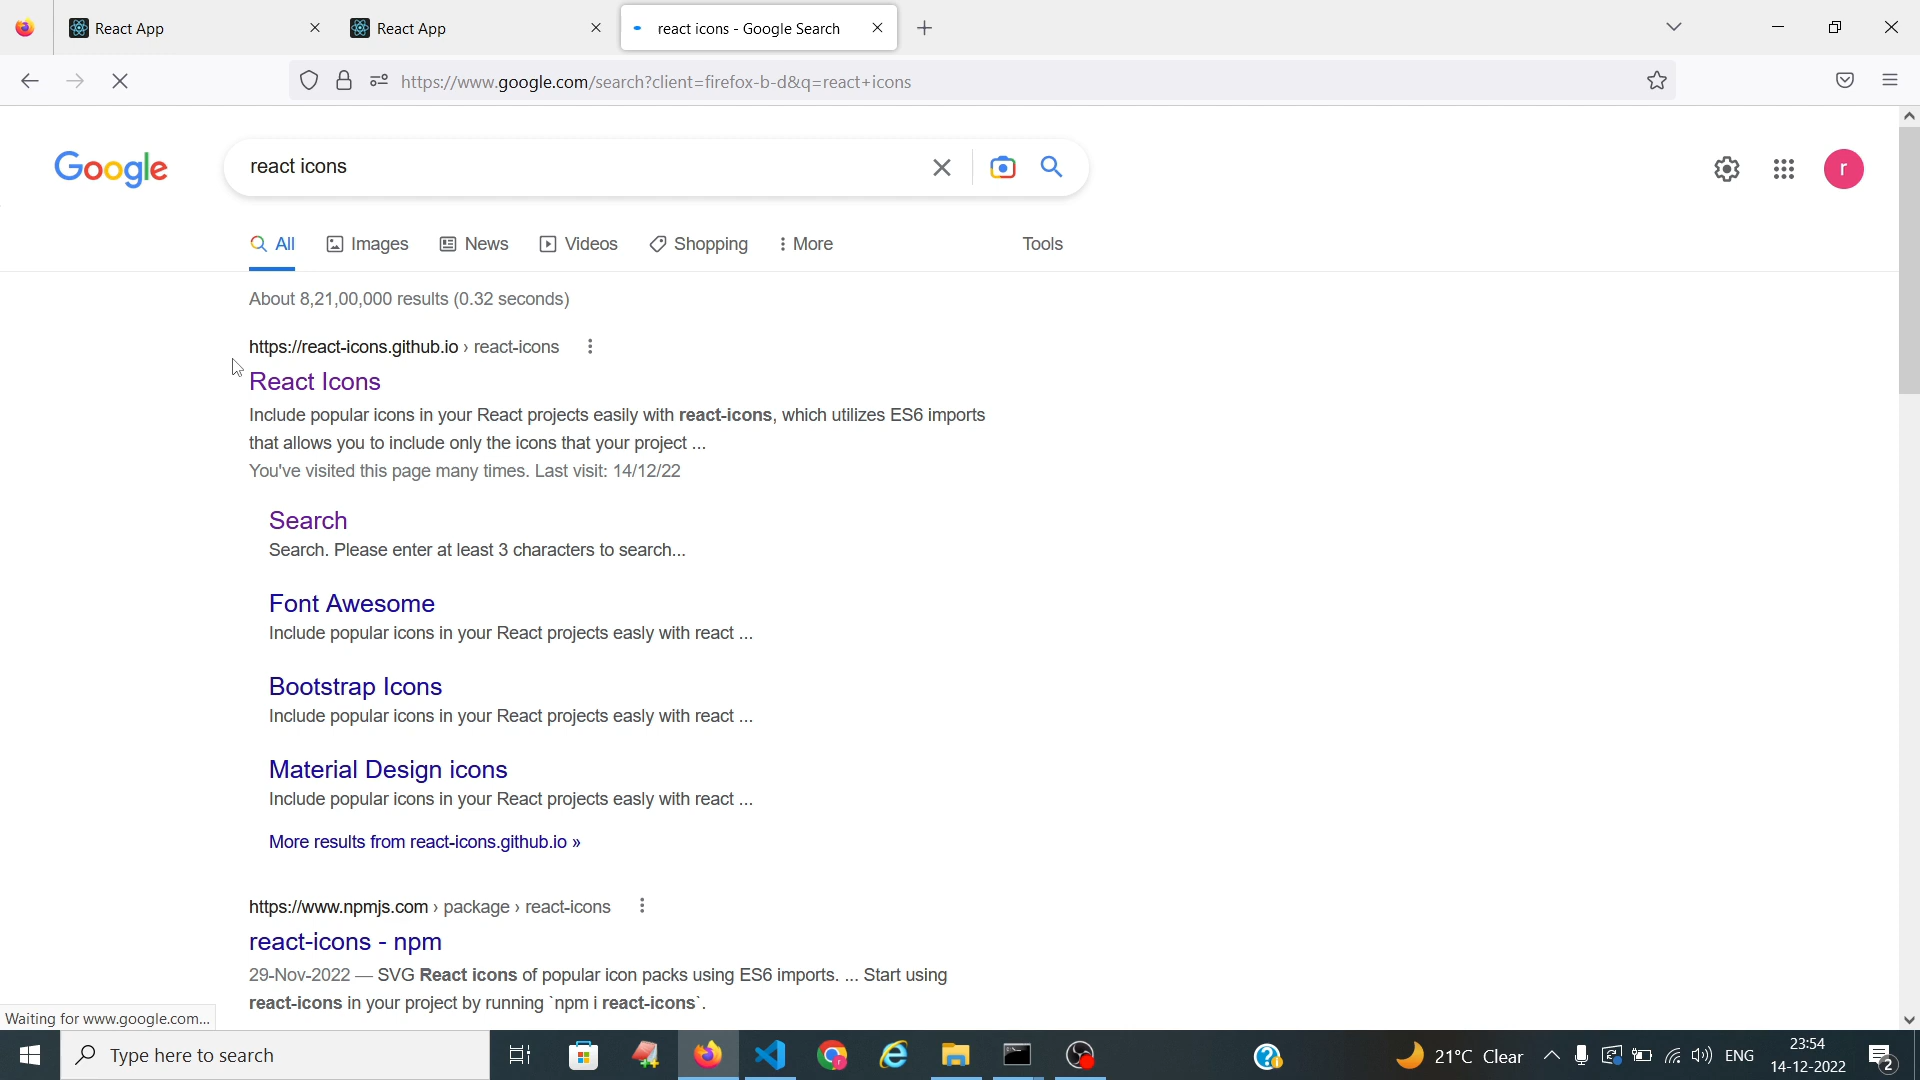 React App
React App
react icons - Google Search
https://www.google.com/search?client=firefox-b-d&q=react+icons
Google
react icons
r
All
Images
News
Videos
Shopping
More
Tools
About 8,21,00,000 results (0.32 seconds)
https://react-icons.github.io › react-icons
React Icons
Include popular icons in your React projects easily with react-icons, which utilizes ES6 imports
that allows you to include only the icons that your project ...
You've visited this page many times. Last visit: 14/12/22
Search
Search. Please enter at least 3 characters to search...
Font Awesome
Include popular icons in your React projects easly with react ...
Bootstrap Icons
Include popular icons in your React projects easly with react ...
Material Design icons
Include popular icons in your React projects easly with react ...
More results from react-icons.github.io »
https://www.npmjs.com › package › react-icons
react-icons - npm
29-Nov-2022 — SVG React icons of popular icon packs using ES6 imports. ... Start using
react-icons in your project by running `npm i react-icons`.
Waiting for www.google.com...
Type here to search
21°C Clear
ENG
23:54
14-12-2022
2